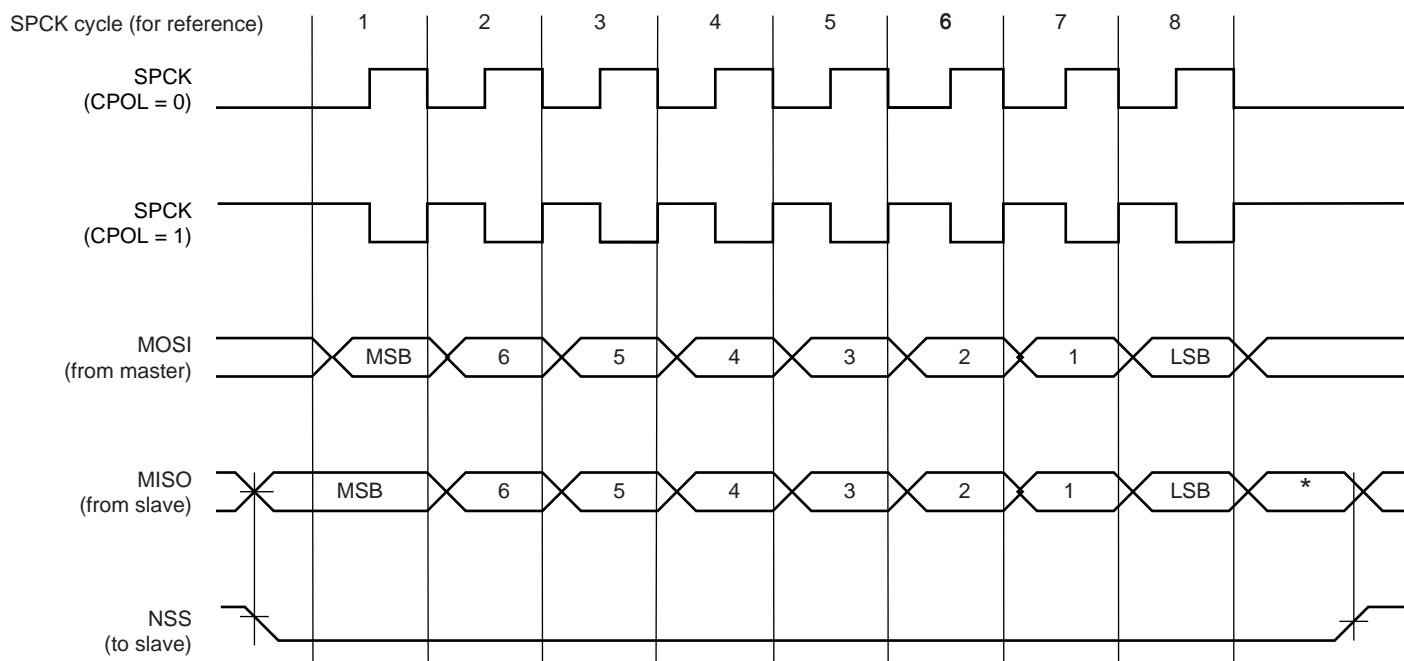 SPCK cycle (for reference) 1 2 3 4 5 6 7 8
SPCK
(CPOL = 0)
SPCK
(CPOL = 1)
MOSI
(from master)
MSB 6 5 4 3 2 1 LSB
MISO
(from slave)
MSB 6 5 4 3 2 1 LSB *
NSS
(to slave)